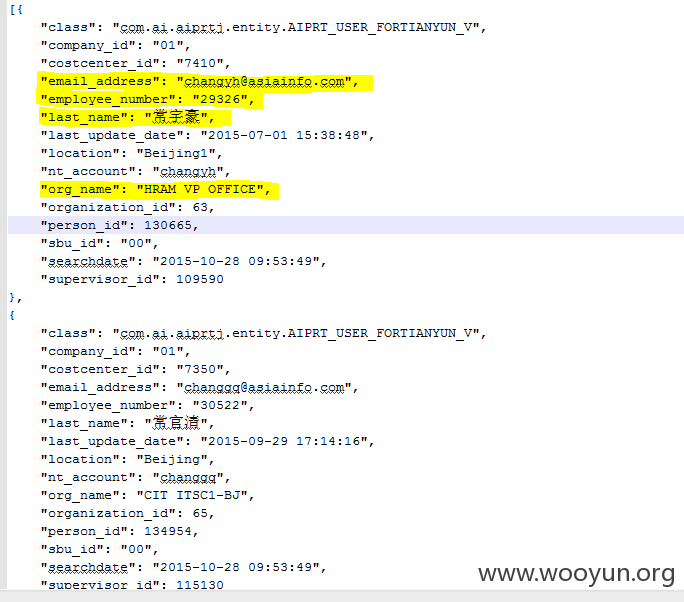 [{
"class": "com.ai.aiprtj.entity.AIPRT_USER_FORTIANYUN_V",
"company_id": "01",
"costcenter_id": "7410",
"email_address": "changyh@asiainfo.com",
"employee_number": "29326",
"last_name": "常宇豪",
"last_update_date": "2015-07-01 15:38:48",
"location": "Beijing1",
"nt_account": "changyh",
"org_name": "HRAM VP OFFICE",
"organization_id": 63,
"person_id": 130665,
"sbu_id": "00",
"searchdate": "2015-10-28 09:53:49",
"supervisor_id": 109590
},
{
"class": "com.ai.aiprtj.entity.AIPRT_USER_FORTIANYUN_V",
"company_id": "01",
"costcenter_id": "7350",
"email_address": "changgq@asiainfo.com",
"employee_number": "30522",
"last_name": "常官清",
"last_update_date": "2015-09-29 17:14:16",
"location": "Beijing",
"nt_account": "changgq",
"org_name": "CIT ITSC1-BJ",
"organization_id": 65,
"person_id": 134954,
"sbu_id": "00",
"searchdate": "2015-10-28 09:53:49",
"supervisor_id": 115130
www.wooyun.org